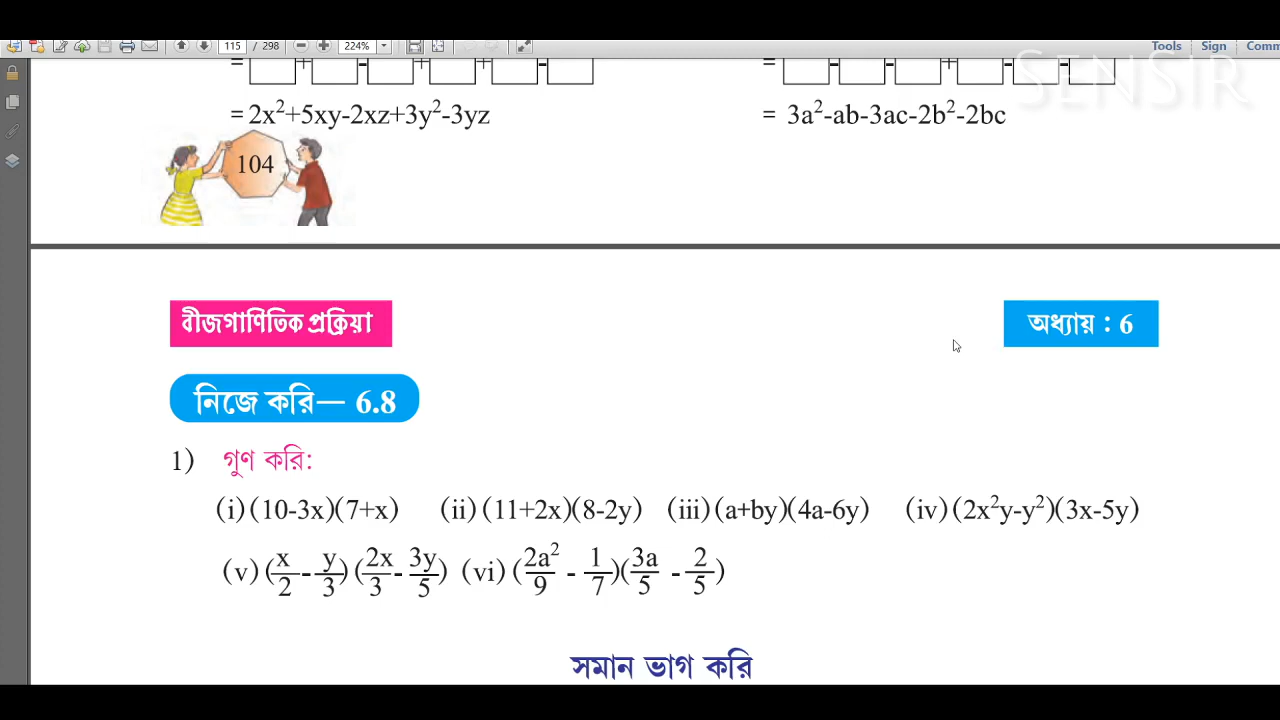 115 / 298 224% Tools Sign Comm
SENSIR
= + - + + - = - - + - -
= 2x²+5xy-2xz+3y²-3yz = 3a²-ab-3ac-2b²-2bc
104
বীজগাণিতিক প্রক্রিয়া অধ্যায় : 6
নিজে করি— 6.8
1) গুণ করি:
(i) (10-3x)(7+x) (ii) (11+2x)(8-2y) (iii) (a+by)(4a-6y) (iv) (2x²y-y²)(3x-5y)
(v) (x/2 - y/3) (2x/3 - 3y/5) (vi) (2a²/9 - 1/7)(3a/5 - 2/5)
সমান ভাগ করি